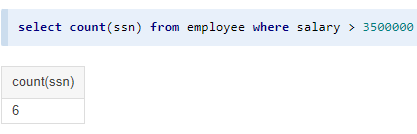 select count(ssn) from employee where salary > 3500000
count(ssn)
6